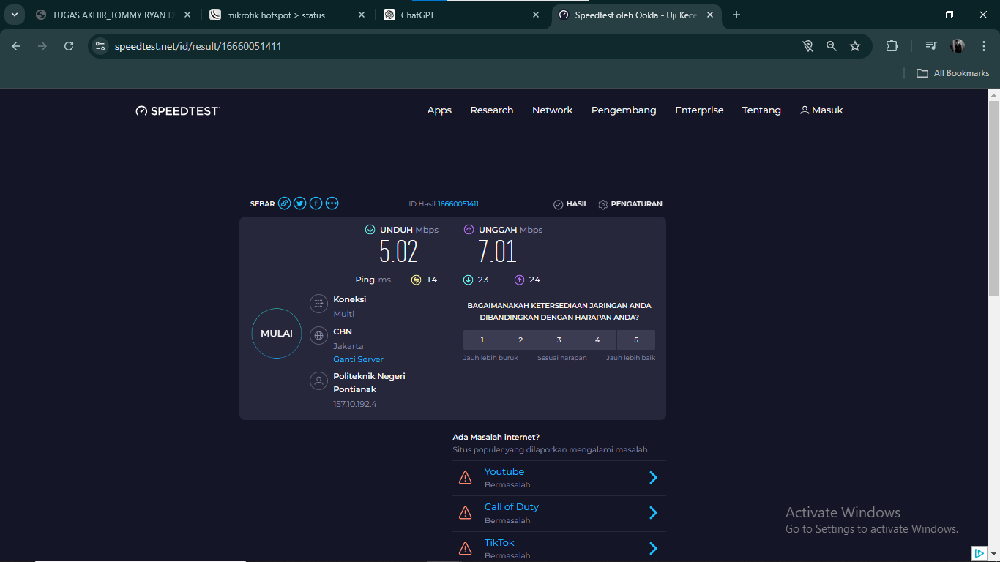 TUGAS AKHIR_TOMMY RYAN D
mikrotik hotspot > status
ChatGPT
Speedtest oleh Ookla - Uji Kece
speedtest.net/id/result/16660051411
All Bookmarks
SPEEDTEST
Apps
Research
Network
Pengembang
Enterprise
Tentang
Masuk
SEBAR
ID Hasil 16660051411
HASIL
PENGATURAN
UNDUH Mbps
UNGGAH Mbps
5.02
7.01
Ping ms
14
23
24
MULAI
Koneksi
Multi
CBN
Jakarta
Ganti Server
Politeknik Negeri
Pontianak
157.10.192.4
BAGAIMANAKAH KETERSEDIAAN JARINGAN ANDA
DIBANDINGKAN DENGAN HARAPAN ANDA?
1 2 3 4 5
Jauh lebih buruk
Sesuai harapan
Jauh lebih baik
Ada Masalah internet?
Situs populer yang dilaporkan mengalami masalah
Youtube
Bermasalah
Call of Duty
Bermasalah
TikTok
Bermasalah
Activate Windows
Go to Settings to activate Windows.